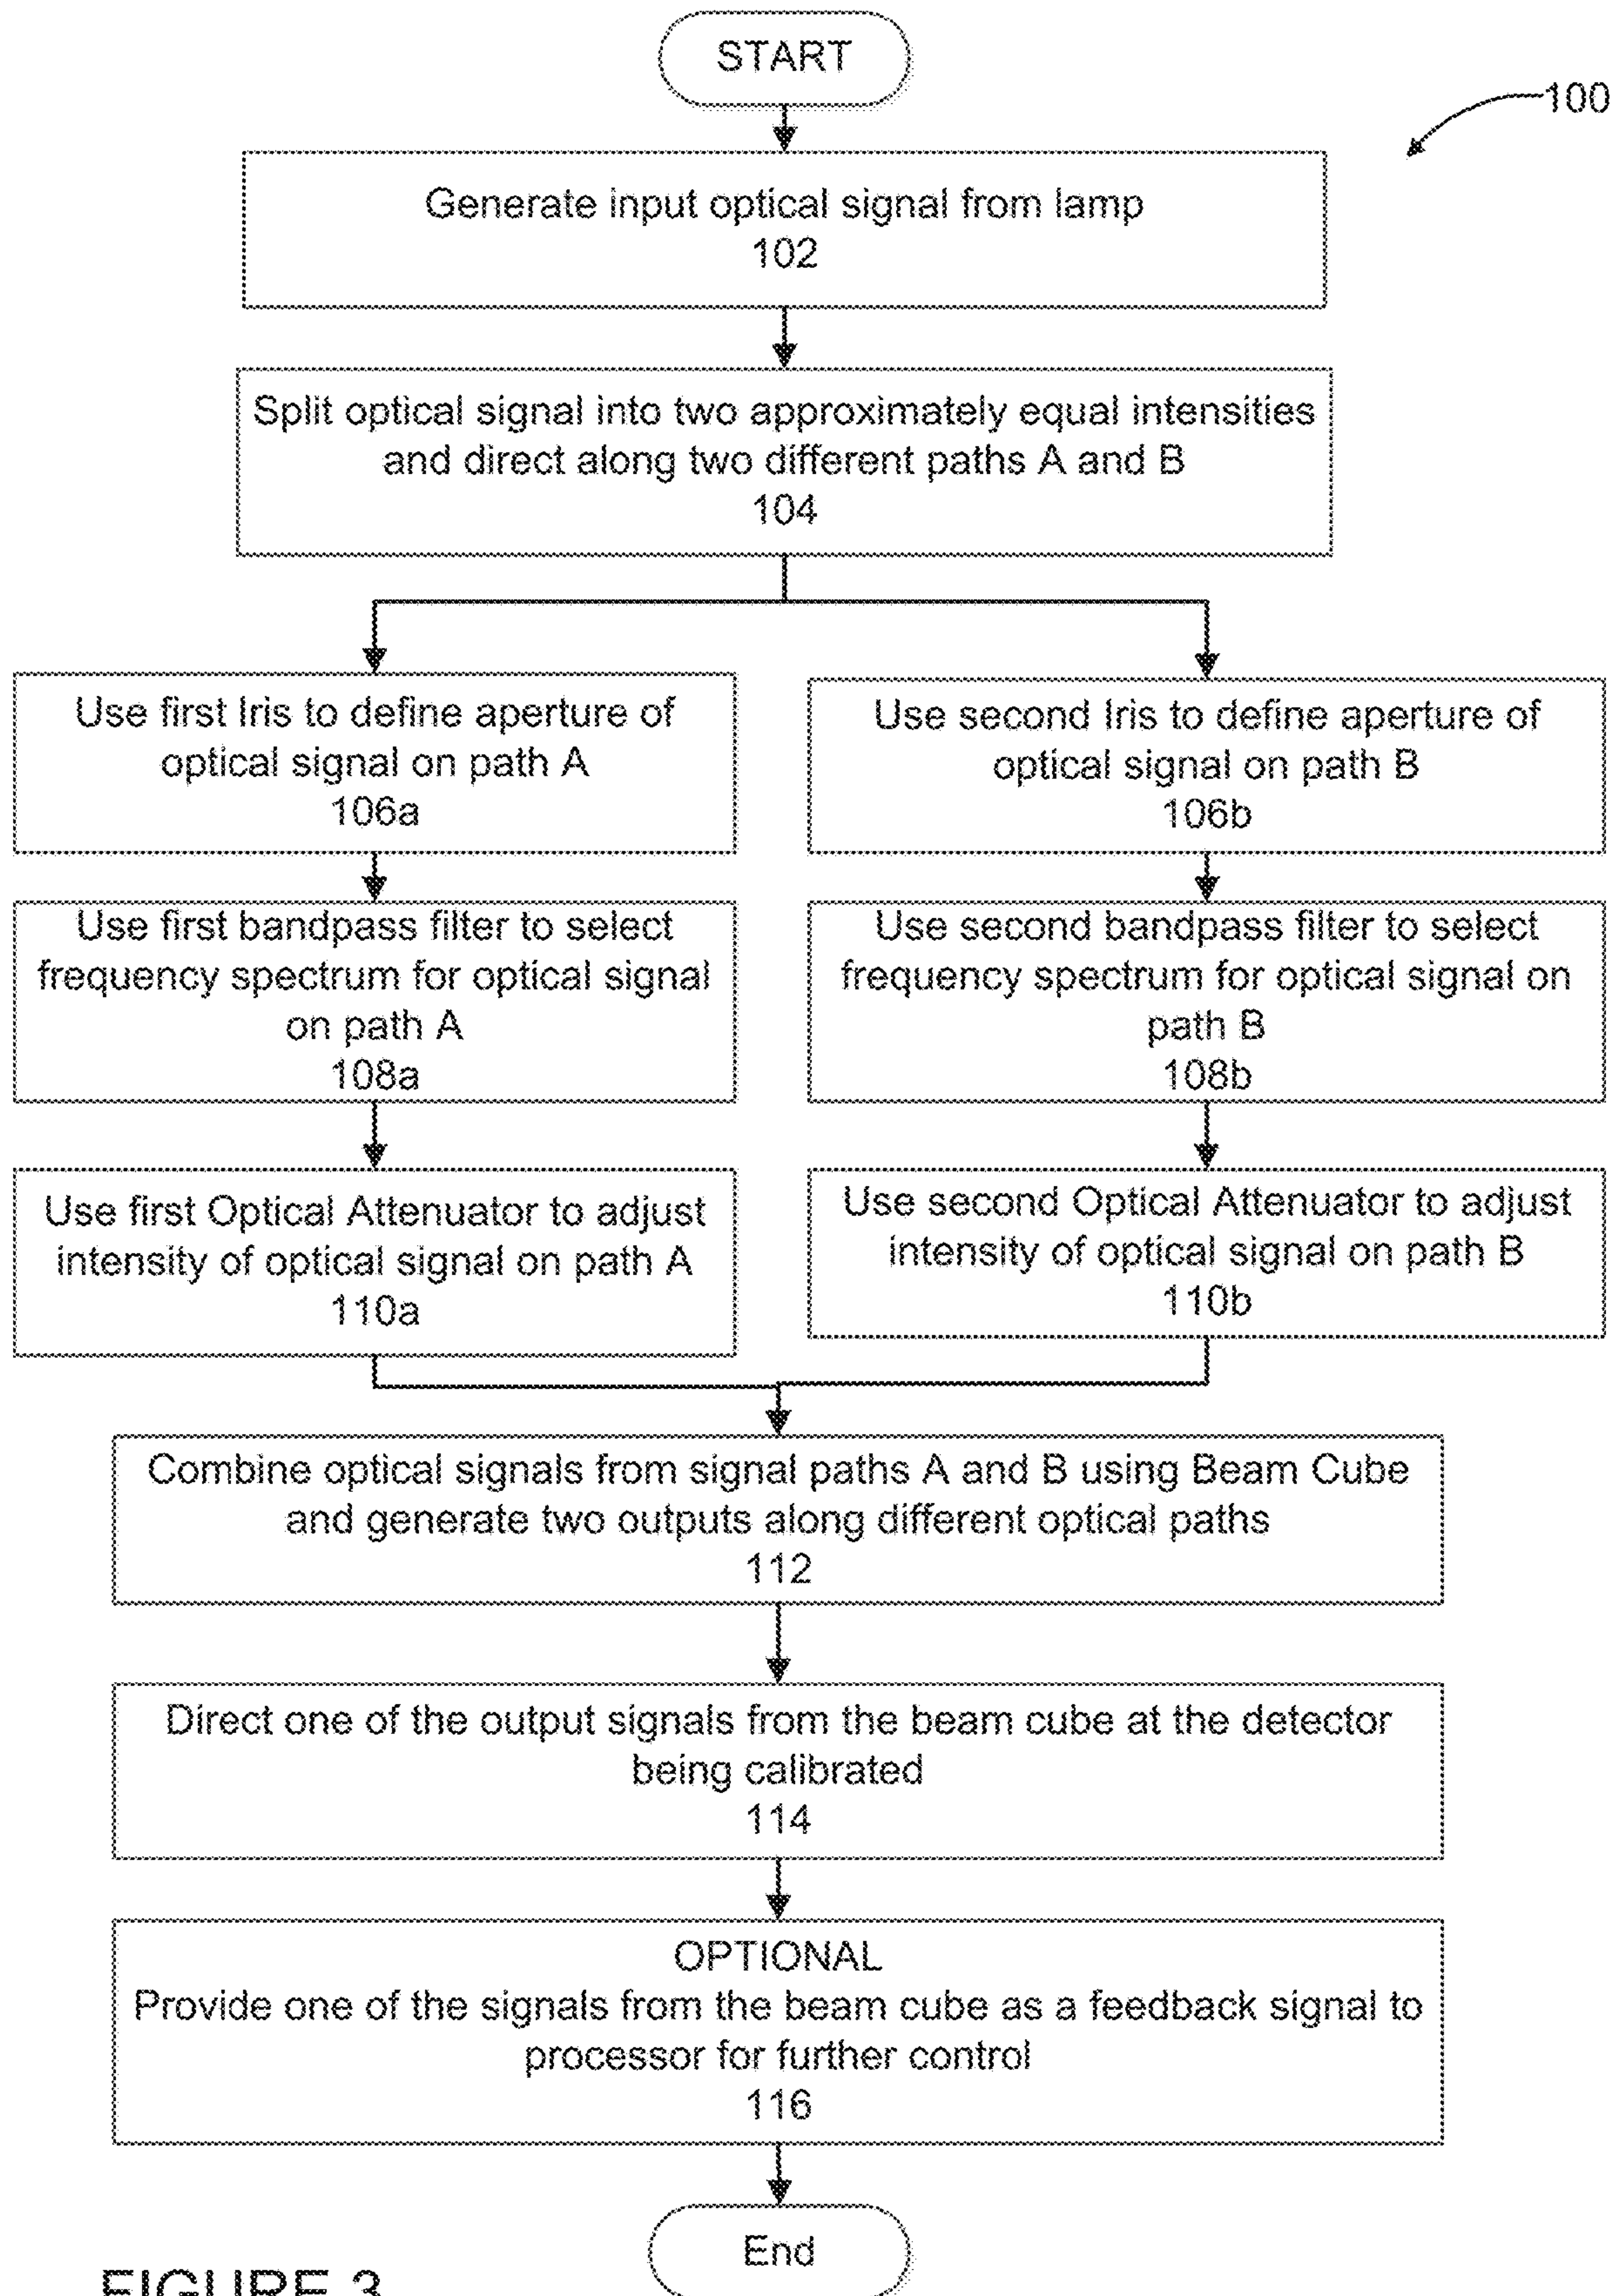 START
100
Generate input optical signal from lamp
102
Split optical signal into two approximately equal intensities
and direct along two different paths A and B
104
Use first Iris to define aperture of
optical signal on path A
106a
Use second Iris to define aperture of
optical signal on path B
106b
Use first bandpass filter to select
frequency spectrum for optical signal
on path A
108a
Use second bandpass filter to select
frequency spectrum for optical signal on
path B
108b
Use first Optical Attenuator to adjust
intensity of optical signal on path A
110a
Use second Optical Attenuator to adjust
intensity of optical signal on path B
110b
Combine optical signals from signal paths A and B using Beam Cube
and generate two outputs along different optical paths
112
Direct one of the output signals from the beam cube at the detector
being calibrated
114
OPTIONAL
Provide one of the signals from the beam cube as a feedback signal to
processor for further control
116
End
FIGURE 3